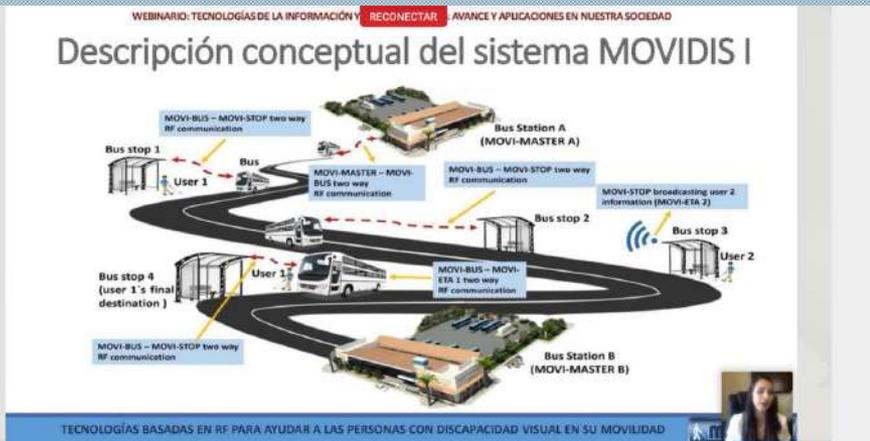 WEBINARIO: TECNOLOGÍAS DE LA INFORMACIÓN Y RECONECTAR : AVANCE Y APLICACIONES EN NUESTRA SOCIEDAD
Descripción conceptual del sistema MOVIDIS I
MOVI-BUS – MOVI-STOP two way
RF communication
Bus Station A
(MOVI-MASTER A)
Bus stop 1
Bus
User 1
MOVI-MASTER – MOVI-
BUS two way
RF communication
MOVI-BUS – MOVI-STOP two way
RF communication
MOVI-STOP broadcasting user 2
information (MOVI-ETA 2)
Bus stop 2
Bus stop 3
User 2
Bus stop 4
(user 1´s final
destination )
User 1
MOVI-BUS – MOVI-
ETA 1 two way
RF communication
MOVI-BUS – MOVI-STOP two way
RF communication
Bus Station B
(MOVI-MASTER B)
TECNOLOGÍAS BASADAS EN RF PARA AYUDAR A LAS PERSONAS CON DISCAPACIDAD VISUAL EN SU MOVILIDAD